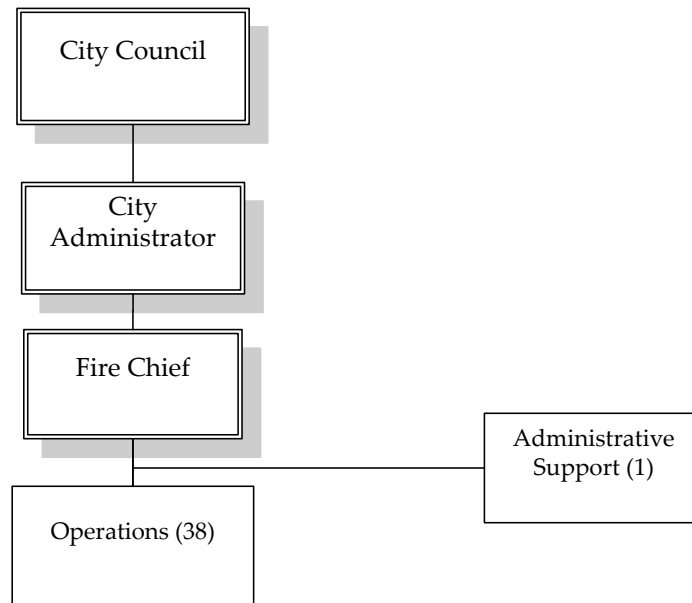 City Council
City
Administrator
Fire Chief
Administrative
Support (1)
Operations (38)